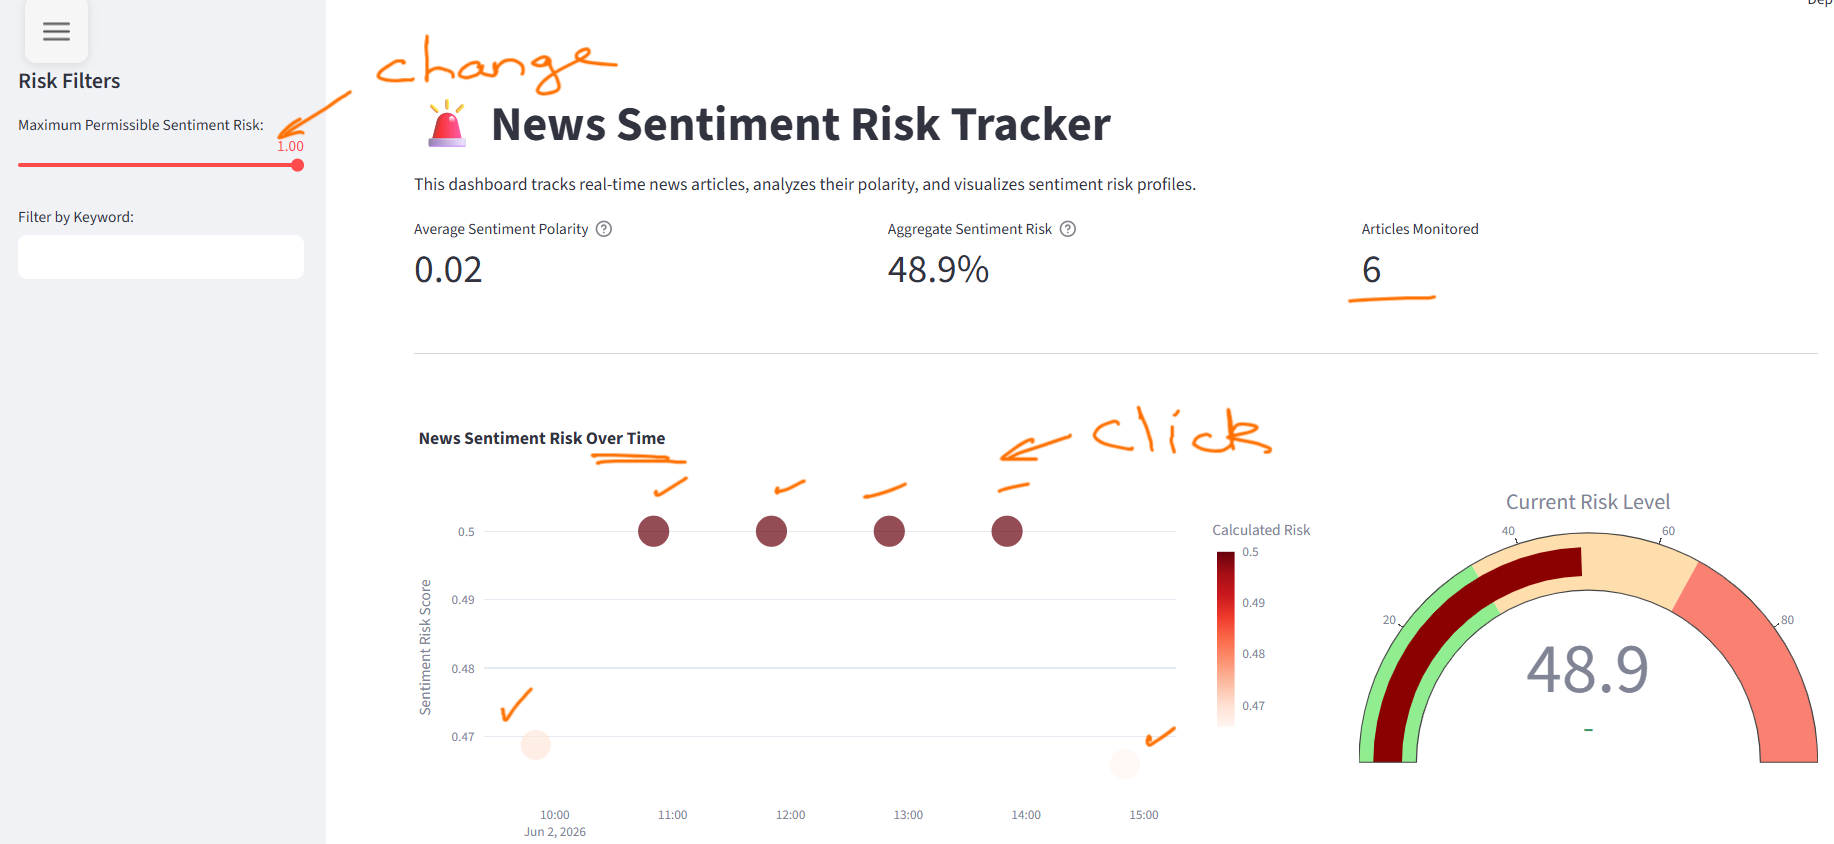 Dep
change
Risk Filters
Maximum Permissible Sentiment Risk:
1.00
Filter by Keyword:
News Sentiment Risk Tracker
This dashboard tracks real-time news articles, analyzes their polarity, and visualizes sentiment risk profiles.
Average Sentiment Polarity ?
0.02
Aggregate Sentiment Risk ?
48.9%
Articles Monitored
6
click
News Sentiment Risk Over Time
Sentiment Risk Score
0.5
0.49
0.48
0.47
10:00
Jun 2, 2026
11:00
12:00
13:00
14:00
15:00
Calculated Risk
0.5
0.49
0.48
0.47
Current Risk Level
20
40
60
80
48.9
-